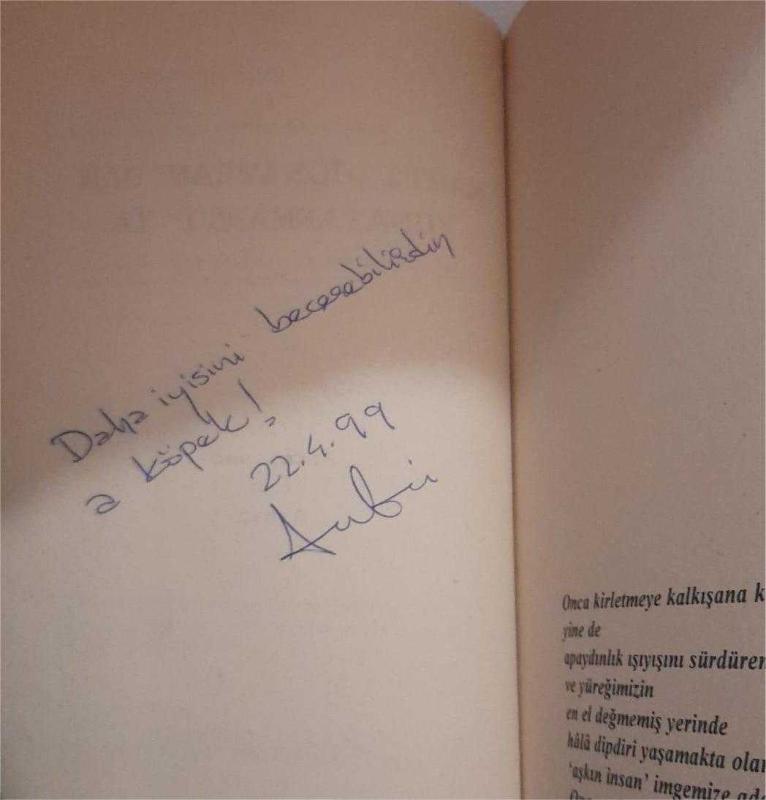 Daha iyisini becerebilirdin
a köpek!
22.4.99
Onca kirletmeye kalkışana k
yine de
apaydınlık ışıyışını sürdüren
ve yüreğimizin
en el değmemiş yerinde
hâlâ dipdiri yaşamakta olan
'aşkın insan' imgemize